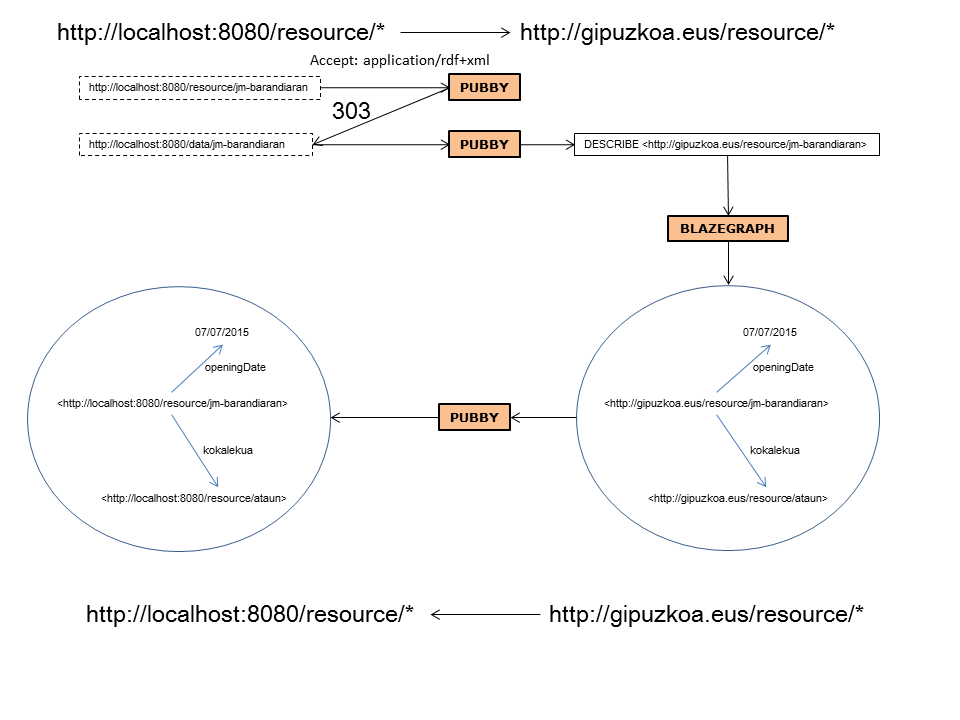 http://localhost:8080/resource/* http://gipuzkoa.eus/resource/*
Accept: application/rdf+xml
http://localhost:8080/resource/jm-barandiaran PUBBY
303
http://localhost:8080/data/jm-barandiaran PUBBY DESCRIBE <http://gipuzkoa.eus/resource/jm-barandiaran>
BLAZEGRAPH
07/07/2015 07/07/2015
openingDate openingDate
<http://localhost:8080/resource/jm-barandiaran> <http://gipuzkoa.eus/resource/jm-barandiaran>
PUBBY
kokalekua kokalekua
<http://localhost:8080/resource/ataun> <http://gipuzkoa.eus/resource/ataun>
http://localhost:8080/resource/* http://gipuzkoa.eus/resource/*